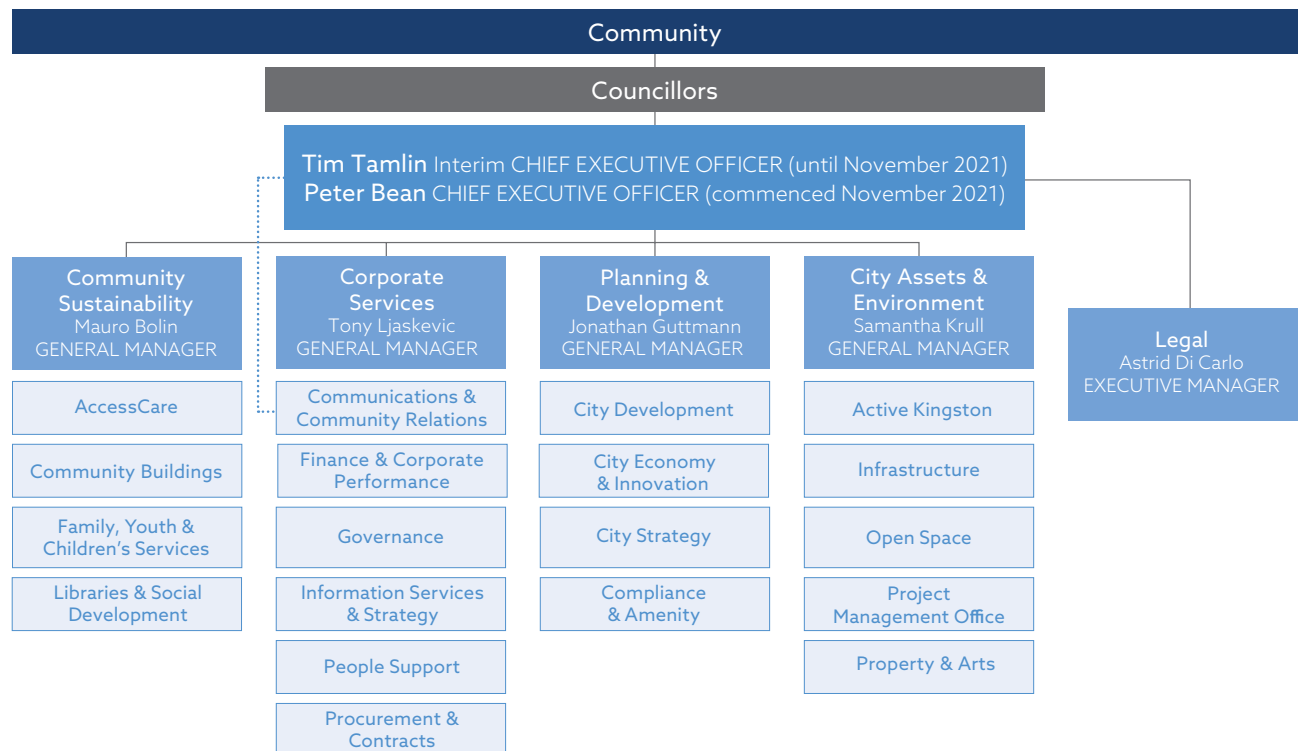 Community
Councillors
Tim Tamlin Interim CHIEF EXECUTIVE OFFICER (until November 2021)
Peter Bean CHIEF EXECUTIVE OFFICER (commenced November 2021)
Community
Sustainability
Mauro Bolin
GENERAL MANAGER
AccessCare
Community Buildings
Family, Youth &
Children’s Services
Libraries & Social
Development
Corporate
Services
Tony Ljaskevic
GENERAL MANAGER
Communications &
Community Relations
Finance & Corporate
Performance
Governance
Information Services
& Strategy
People Support
Procurement &
Contracts
Planning &
Development
Jonathan Guttmann
GENERAL MANAGER
City Development
City Economy
& Innovation
City Strategy
Compliance
& Amenity
City Assets &
Environment
Samantha Krull
GENERAL MANAGER
Active Kingston
Infrastructure
Open Space
Project
Management Office
Property & Arts
Legal
Astrid Di Carlo
EXECUTIVE MANAGER